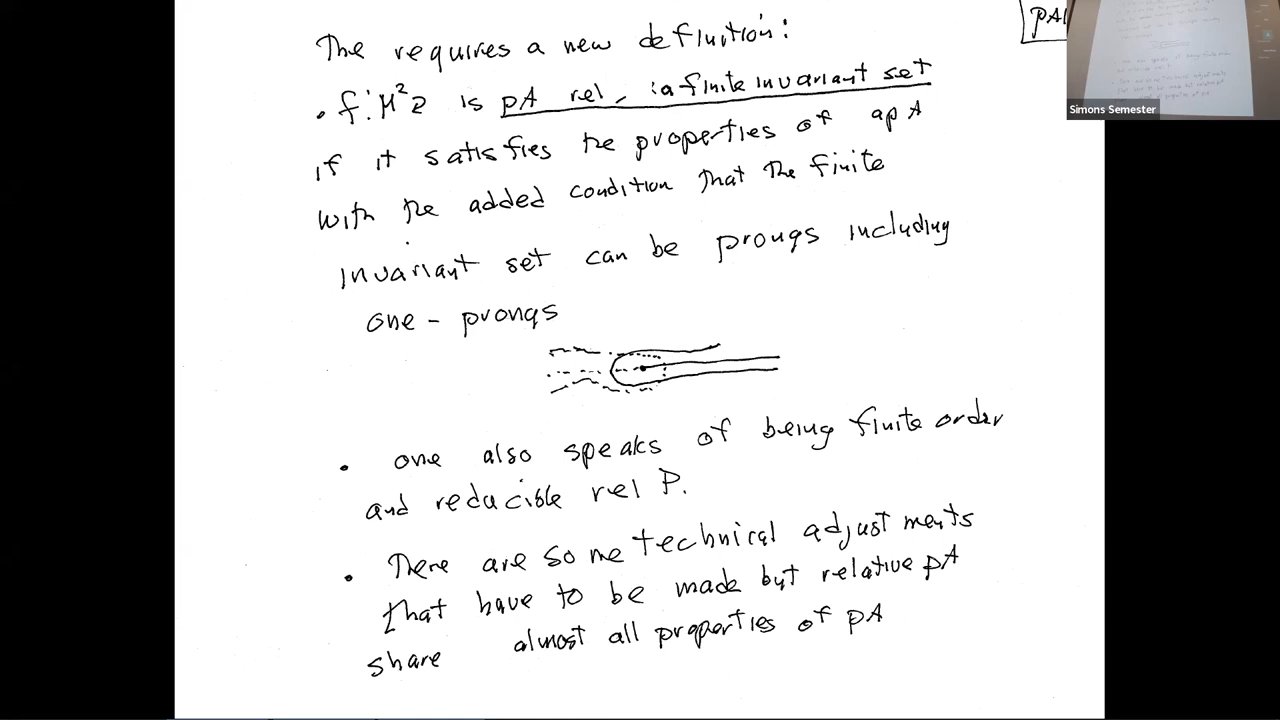 The requires a new definition:
pAI
• f: M²↻ is pA rel. a finite invariant set
if it satisfies the properties of a pA
with the added condition that the finite
invariant set can be prongs including
one-prongs
• one also speaks of being finite order
and reducible rel P.
• There are some technical adjustments
that have to be made but relative pA
share almost all properties of pA
Simons Semester